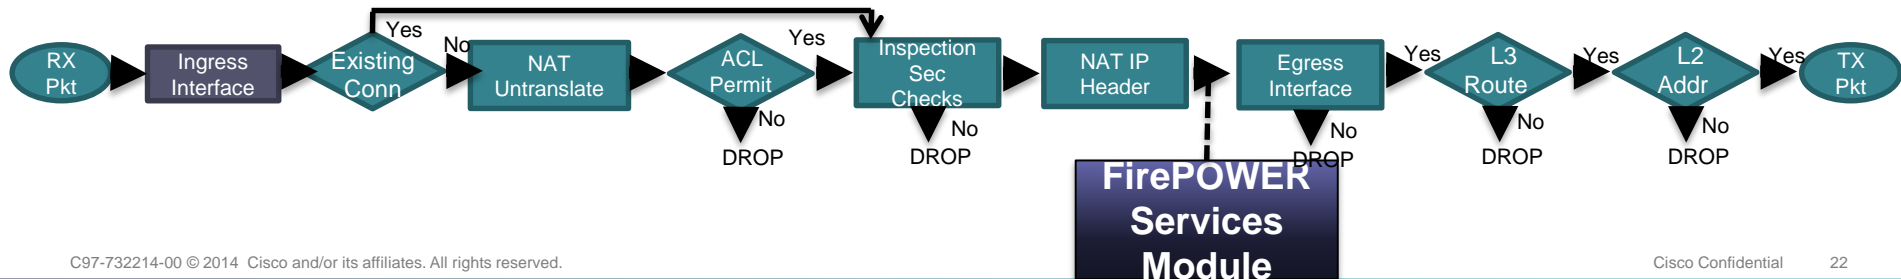 RX
Pkt
Ingress
Interface
Existing
Conn
Yes
No
NAT
Untranslate
ACL
Permit
Yes
No
DROP
Inspection
Sec
Checks
No
DROP
NAT IP
Header
FirePOWER
Services
Module
Egress
Interface
Yes
No
DROP
L3
Route
Yes
No
DROP
L2
Addr
Yes
No
DROP
TX
Pkt
C97-732214-00 © 2014 Cisco and/or its affiliates. All rights reserved.
Cisco Confidential
22